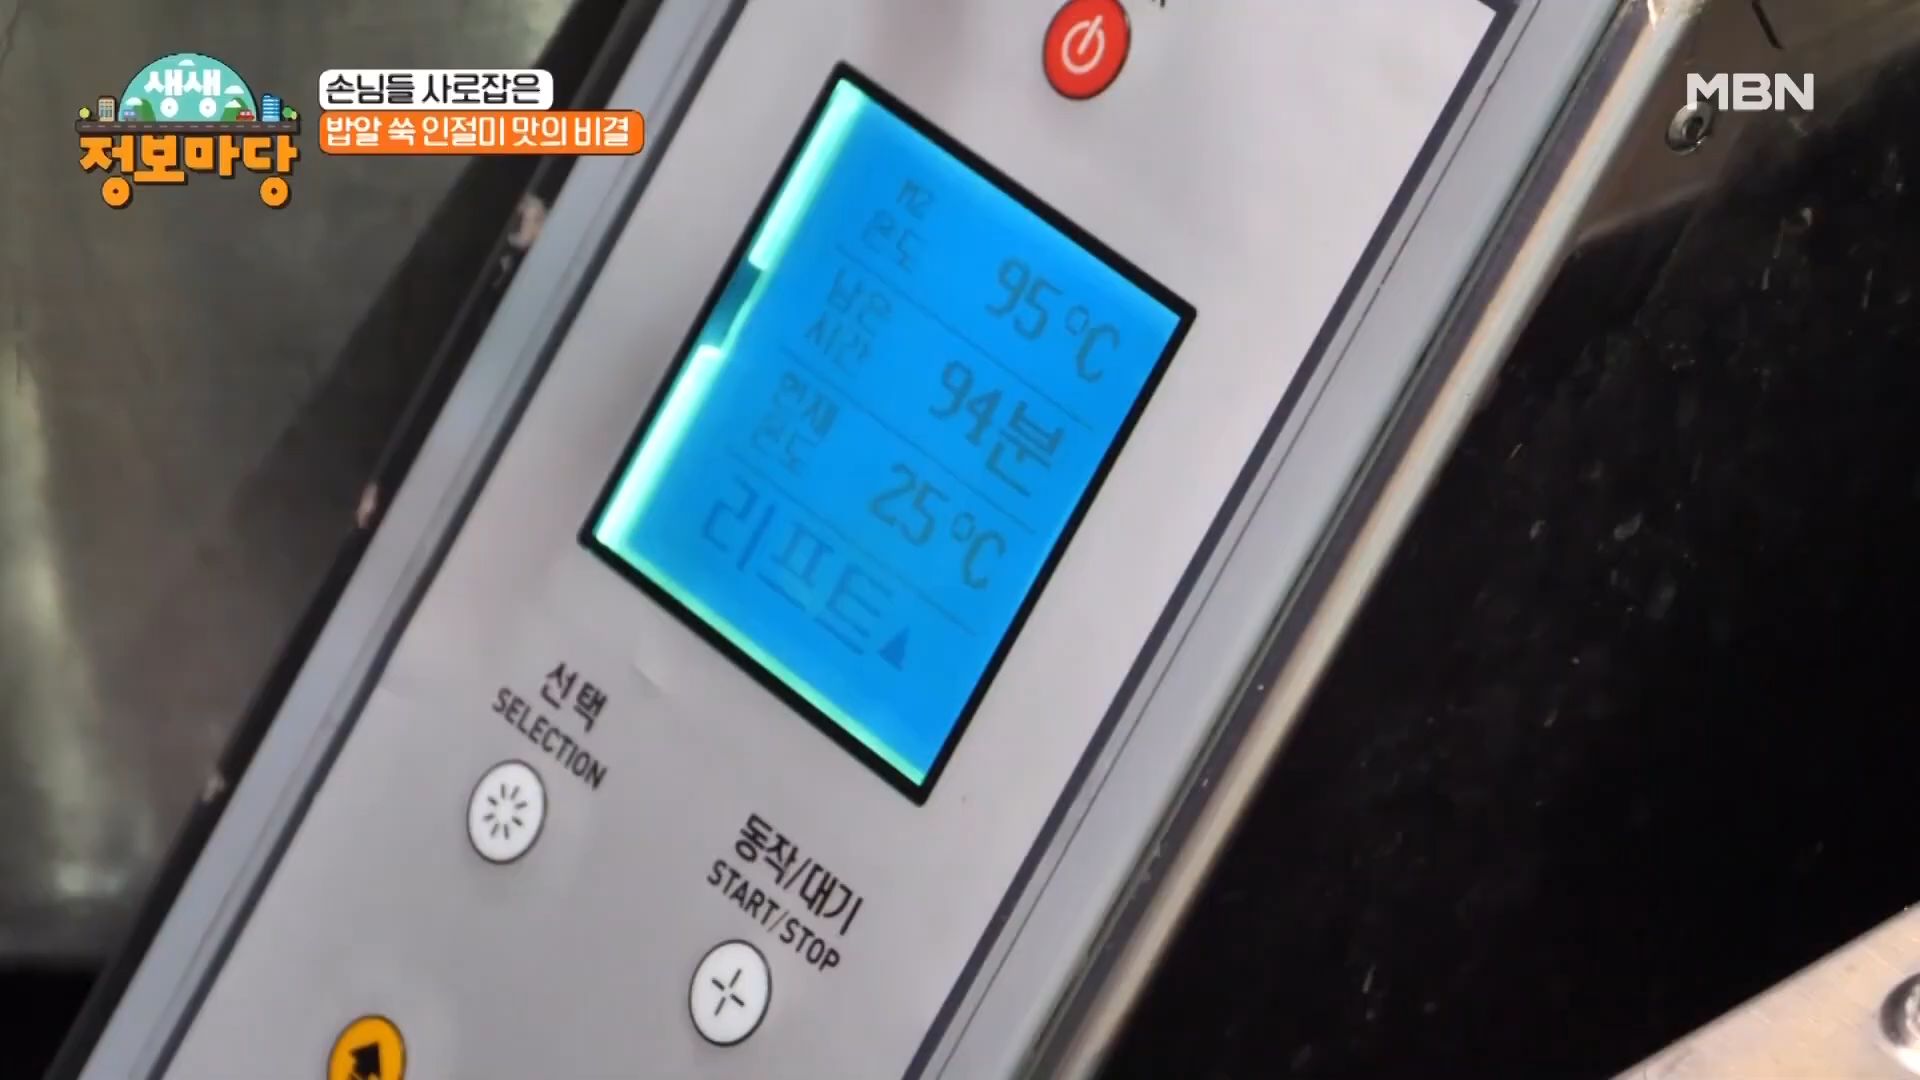 생생
정보마당
손님들 사로잡은
밥알 쑥 인절미 맛의 비결
MBN
M2
온도 95℃
남은
시간 94분
현재
온도 25℃
리프트▲
선택
SELECTION
동작/대기
START/STOP